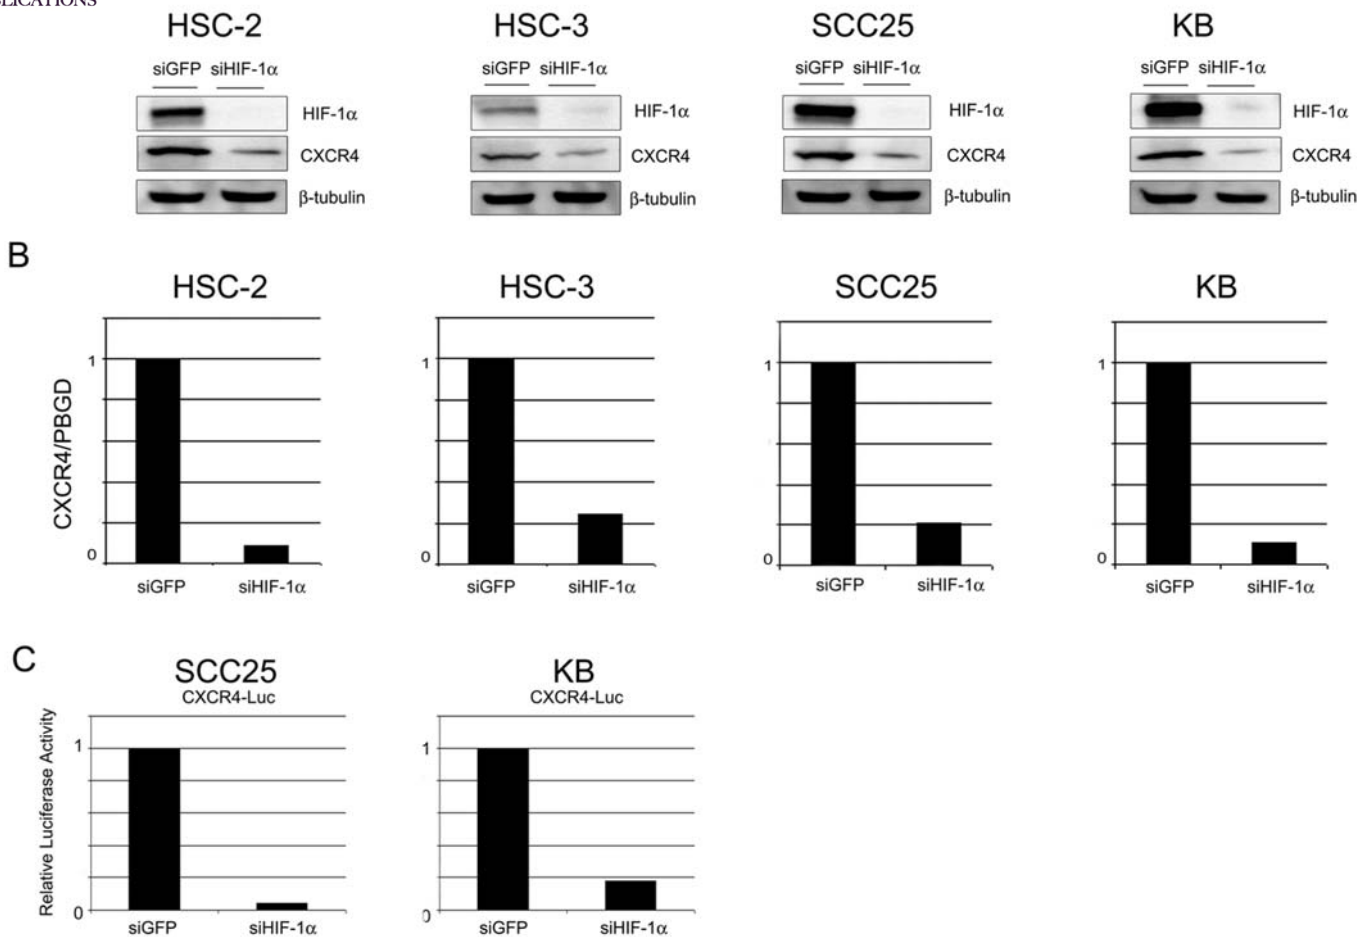 HSC-2 HSC-3 SCC25 KB
siGFP siHIF-1α siGFP siHIF-1α siGFP siHIF-1α siGFP siHIF-1α
HIF-1α HIF-1α HIF-1α HIF-1α
CXCR4 CXCR4 CXCR4 CXCR4
β-tubulin β-tubulin β-tubulin β-tubulin
B
HSC-2 HSC-3 SCC25 KB
CXCR4/PBGD
1 1 1 1
0 0 0 0
siGFP siHIF-1α siGFP siHIF-1α siGFP siHIF-1α siGFP siHIF-1α
C
SCC25 KB
CXCR4-Luc CXCR4-Luc
Relative Luciferase Activity
1 1
0 0
siGFP siHIF-1α siGFP siHIF-1α